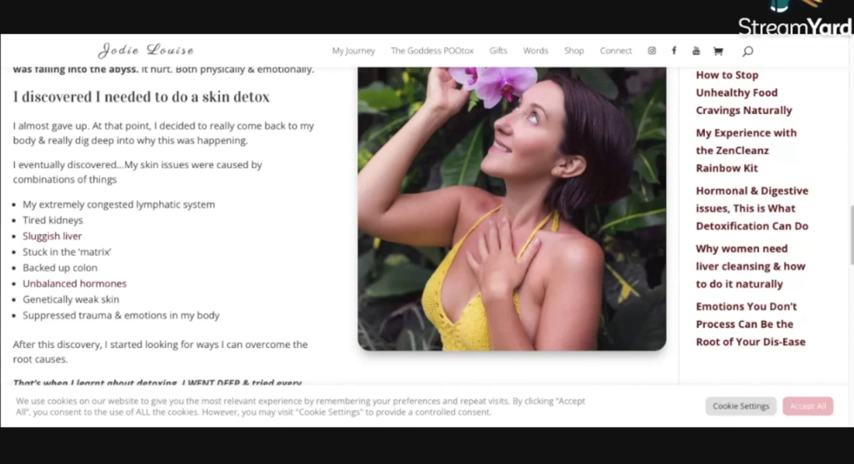 StreamYard
Jodie Louise
My Journey The Goddess POOtox Gifts Words Shop Connect
was falling into the abyss. It hurt. Both physically & emotionally.
I discovered I needed to do a skin detox
I almost gave up. At that point, I decided to really come back to my
body & really dig deep into why this was happening.
I eventually discovered...My skin issues were caused by
combinations of things
My extremely congested lymphatic system
Tired kidneys
Sluggish liver
Stuck in the 'matrix'
Backed up colon
Unbalanced hormones
Genetically weak skin
Suppressed trauma & emotions in my body
After this discovery, I started looking for ways I can overcome the
root causes.
That's when I learnt about detoxing. I WENT DEEP & tried every
How to Stop
Unhealthy Food
Cravings Naturally
My Experience with
the ZenCleanz
Rainbow Kit
Hormonal & Digestive
issues, This is What
Detoxification Can Do
Why women need
liver cleansing & how
to do it naturally
Emotions You Don't
Process Can Be the
Root of Your Dis-Ease
We use cookies on our website to give you the most relevant experience by remembering your preferences and repeat visits. By clicking "Accept
All", you consent to the use of ALL the cookies. However, you may visit "Cookie Settings" to provide a controlled consent.
Cookie Settings
Accept All